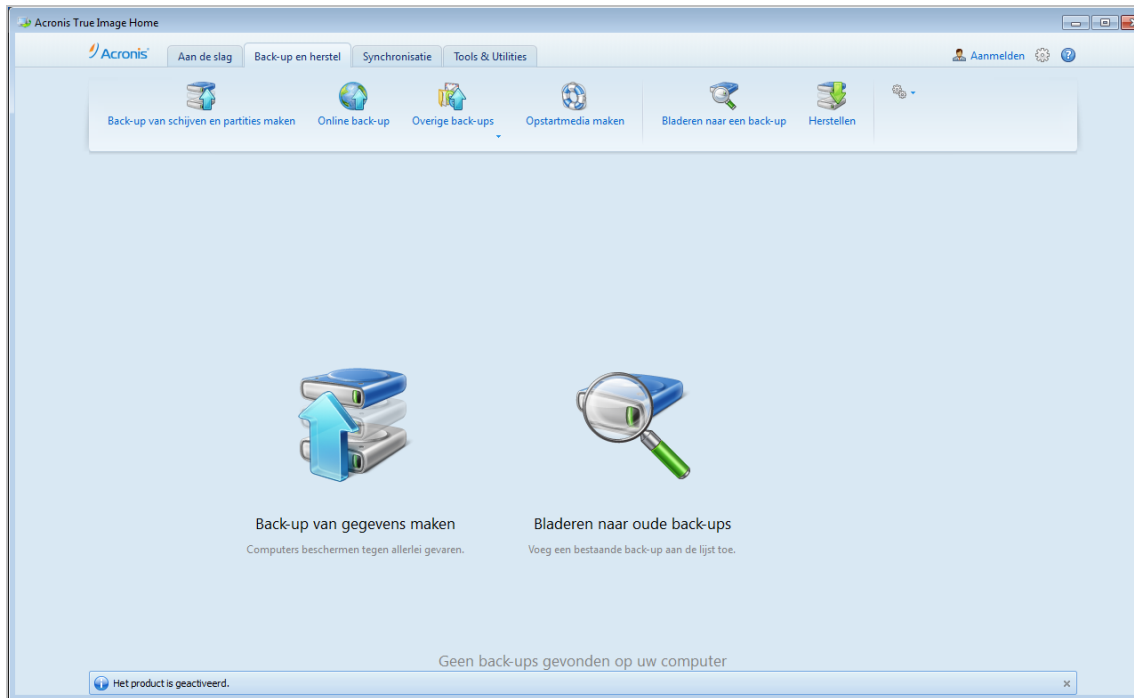 Acronis True Image Home
Acronis Aan de slag Back-up en herstel Synchronisatie Tools & Utilities Aanmelden
Back-up van schijven en partities maken Online back-up Overige back-ups Opstartmedia maken Bladeren naar een back-up Herstellen
Back-up van gegevens maken Bladeren naar oude back-ups
Computers beschermen tegen allerlei gevaren. Voeg een bestaande back-up aan de lijst toe.
Geen back-ups gevonden op uw computer
Het product is geactiveerd.